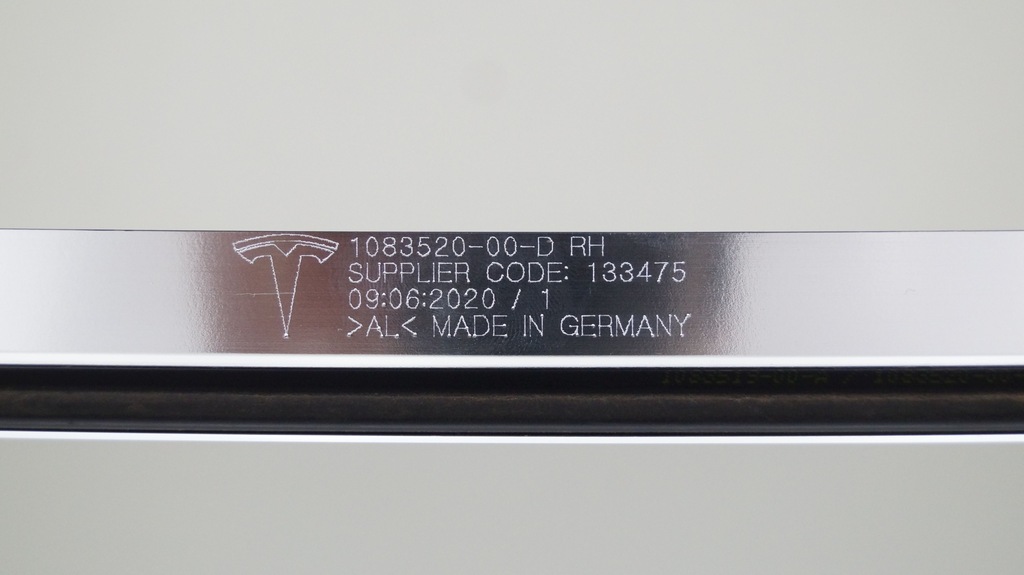 1083520-00-D RH
SUPPLIER CODE: 133475
09:06:2020 / 1
>AL< MADE IN GERMANY